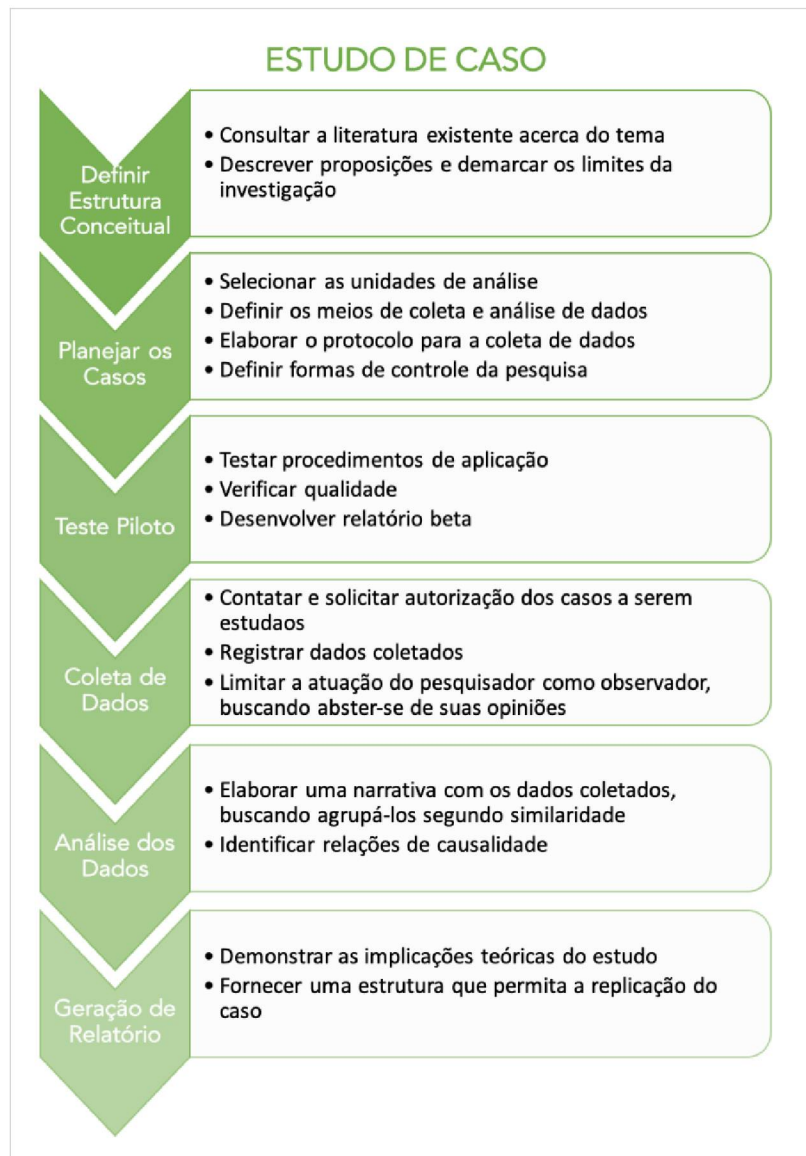 ESTUDO DE CASO
Definir
Estrutura
Conceitual
• Consultar a literatura existente acerca do tema
• Descrever proposições e demarcar os limites da
investigação
Planejar os
Casos
• Selecionar as unidades de análise
• Definir os meios de coleta e análise de dados
• Elaborar o protocolo para a coleta de dados
• Definir formas de controle da pesquisa
Teste Piloto
• Testar procedimentos de aplicação
• Verificar qualidade
• Desenvolver relatório beta
Coleta de
Dados
• Contatar e solicitar autorização dos casos a serem
estudaos
• Registrar dados coletados
• Limitar a atuação do pesquisador como observador,
buscando abster-se de suas opiniões
Análise dos
Dados
• Elaborar uma narrativa com os dados coletados,
buscando agrupá-los segundo similaridade
• Identificar relações de causalidade
Geração de
Relatório
• Demonstrar as implicações teóricas do estudo
• Fornecer uma estrutura que permita a replicação do
caso